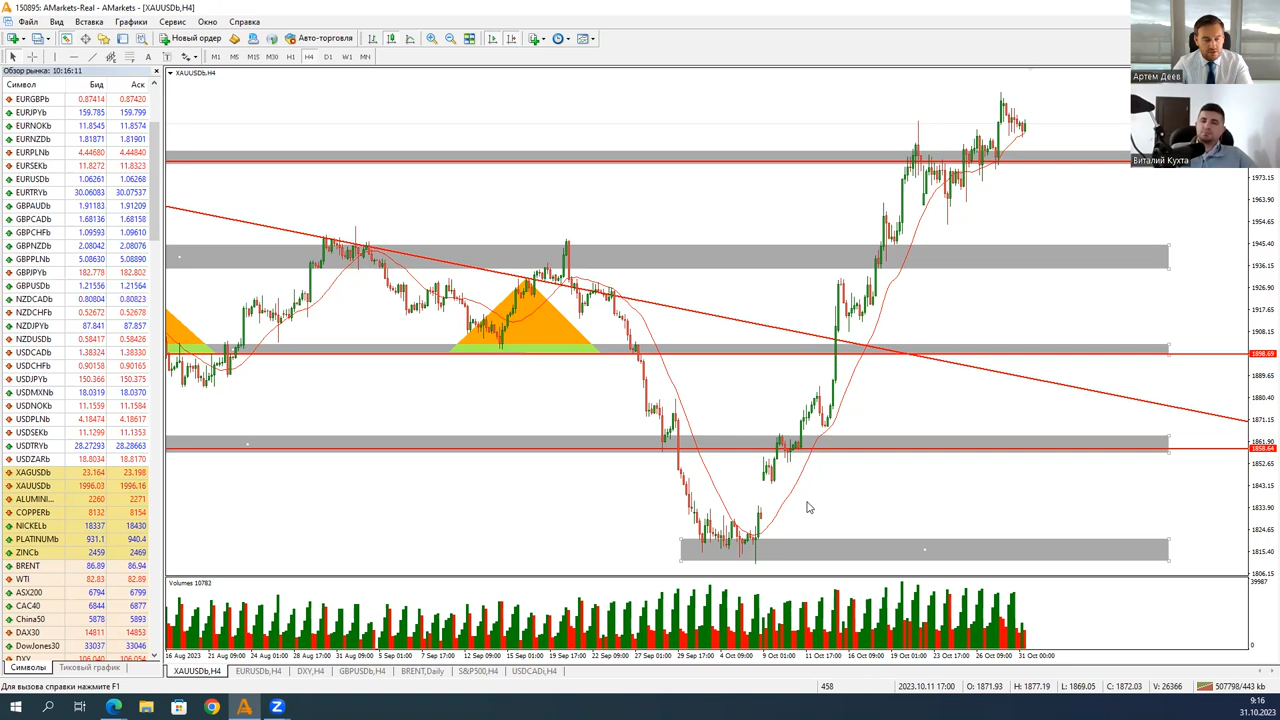 150895: AMarkets-Real - AMarkets - [XAUUSDb,H4]
Файл Вид Вставка Графики Сервис Окно Справка
Новый ордер Авто-торговля
M1 M5 M15 M30 H1 H4 D1 W1 MN
Обзор рынка: 10:16:11
Символ Бид Аск
EURGBPb 0.87414 0.87420
EURJPYb 159.785 159.799
EURNOKb 11.8545 11.8574
EURNZDb 1.81871 1.81901
EURPLNb 4.44680 4.44840
EURSEKb 11.8272 11.8323
EURUSDb 1.06261 1.06268
EURTRYb 30.06083 30.07537
GBPAUDb 1.91183 1.91209
GBPCADb 1.68136 1.68158
GBPCHFb 1.09593 1.09610
GBPNZDb 2.08042 2.08076
GBPPLNb 5.08630 5.08890
GBPJPYb 182.778 182.802
GBPUSDb 1.21556 1.21564
NZDCADb 0.80804 0.80823
NZDCHFb 0.52672 0.52678
NZDJPYb 87.841 87.857
NZDUSDb 0.58417 0.58426
USDCADb 1.38324 1.38330
USDCHFb 0.90158 0.90165
USDJPYb 150.366 150.375
USDMXNb 18.0319 18.0370
USDNOKb 11.1559 11.1584
USDPLNb 4.18474 4.18617
USDSEKb 11.1299 11.1353
USDTRYb 28.27293 28.28663
USDZARb 18.8034 18.8170
XAGUSDb 23.164 23.198
XAUUSDb 1996.03 1996.16
ALUMINI... 2260 2271
COPPERb 8132 8154
NICKELb 18337 18430
PLATINUMb 931.1 940.4
ZINCb 2459 2469
BRENT 86.89 86.94
WTI 82.83 82.89
ASX200 6794 6799
CAC40 6844 6877
China50 5878 5893
DAX30 14811 14853
DowJones30 33037 33046
DXY 106.040 106.054
Символы Тиковый график
XAUUSDb,H4
Артем Деев
Виталий Кухта
1973.15
1963.90
1954.65
1945.40
1936.15
1926.90
1917.65
1908.40
1898.69
1889.65
1880.40
1871.15
1861.90
1858.64
1852.65
1843.15
1833.90
1824.65
1815.40
1806.15
Volumes 10783
39987
0
16 Aug 2023 21 Aug 09:00 24 Aug 01:00 28 Aug 17:00 31 Aug 09:00 5 Sep 01:00 7 Sep 17:00 12 Sep 09:00 15 Sep 01:00 19 Sep 17:00 22 Sep 09:00 27 Sep 01:00 29 Sep 17:00 4 Oct 09:00 9 Oct 01:00 11 Oct 17:00 16 Oct 09:00 19 Oct 01:00 23 Oct 17:00 26 Oct 09:00 31 Oct 00:00
XAUUSDb,H4 EURUSDb,H4 DXY,H4 GBPUSDb,H4 BRENT,Daily S&P500,H4 USDCADi,H4
Для вызова справки нажмите F1 458 2023.10.11 17:00 O: 1871.93 H: 1877.19 L: 1869.05 C: 1872.03 V: 26366 507798/443 kb
9:16
31.10.2023